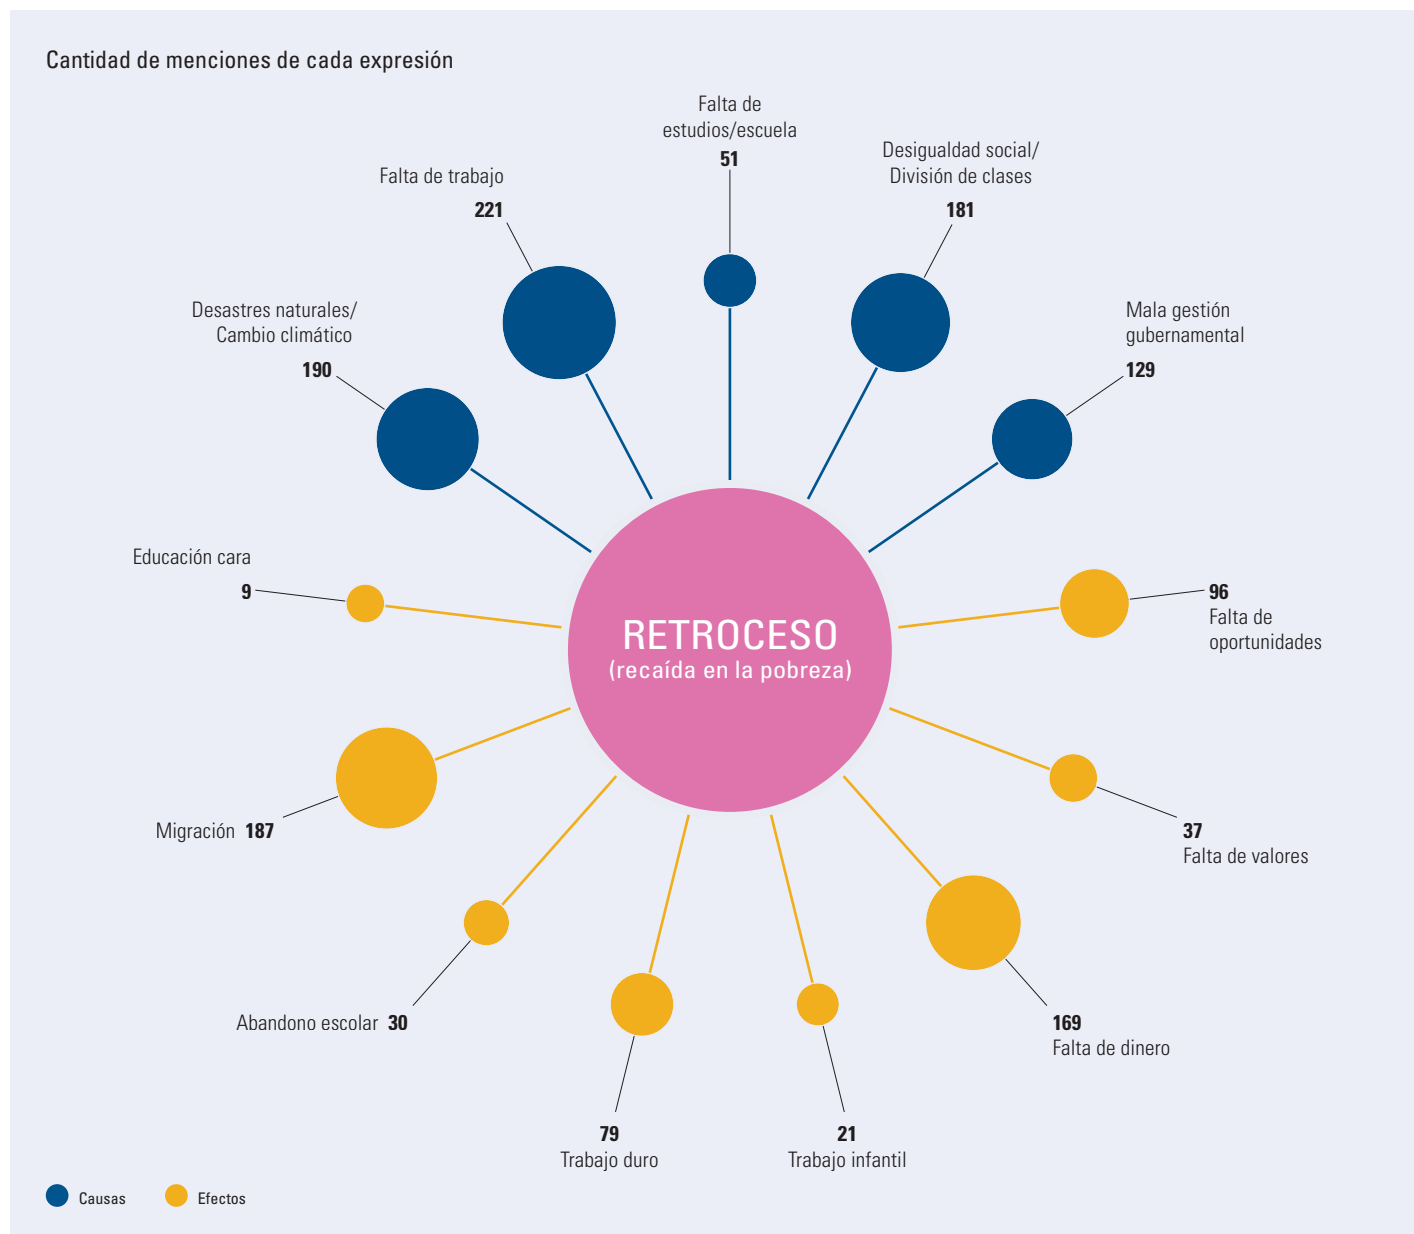 Cantidad de menciones de cada expresión
Falta de
estudios/escuela
51
Desigualdad social/
División de clases
181
Falta de trabajo
221
Mala gestión
gubernamental
129
Desastres naturales/
Cambio climático
190
Educación cara
9
96
Falta de
oportunidades
RETROCESO
(recaída en la pobreza)
Migración 187
37
Falta de valores
Abandono escolar 30
169
Falta de dinero
79
Trabajo duro
21
Trabajo infantil
Causas
Efectos